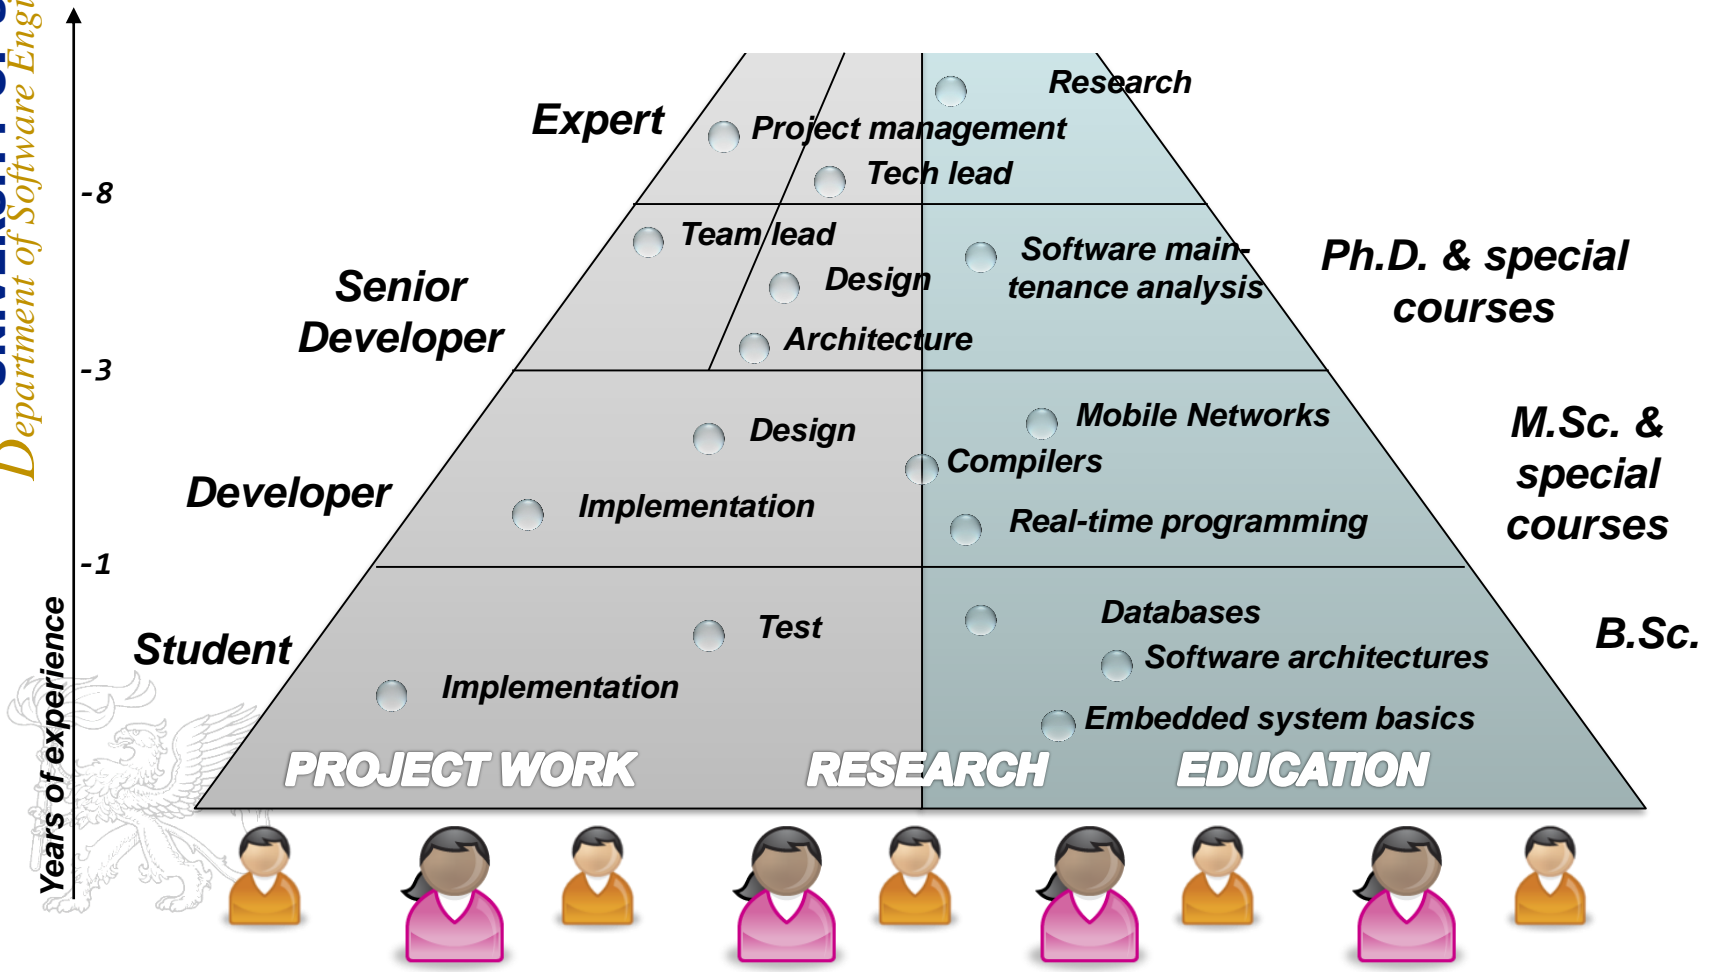 Department of Software Engi
Research
Expert
Project management
Tech lead
-8
Team lead
Software main-
tenance analysis
Ph.D. & special
courses
Senior
Developer
Design
Architecture
-3
Mobile Networks
Design
Compilers
M.Sc. &
special
courses
Developer
Implementation
Real-time programming
-1
Years of experience
Databases
Test
B.Sc.
Student
Software architectures
Implementation
Embedded system basics
PROJECT WORK
RESEARCH
EDUCATION